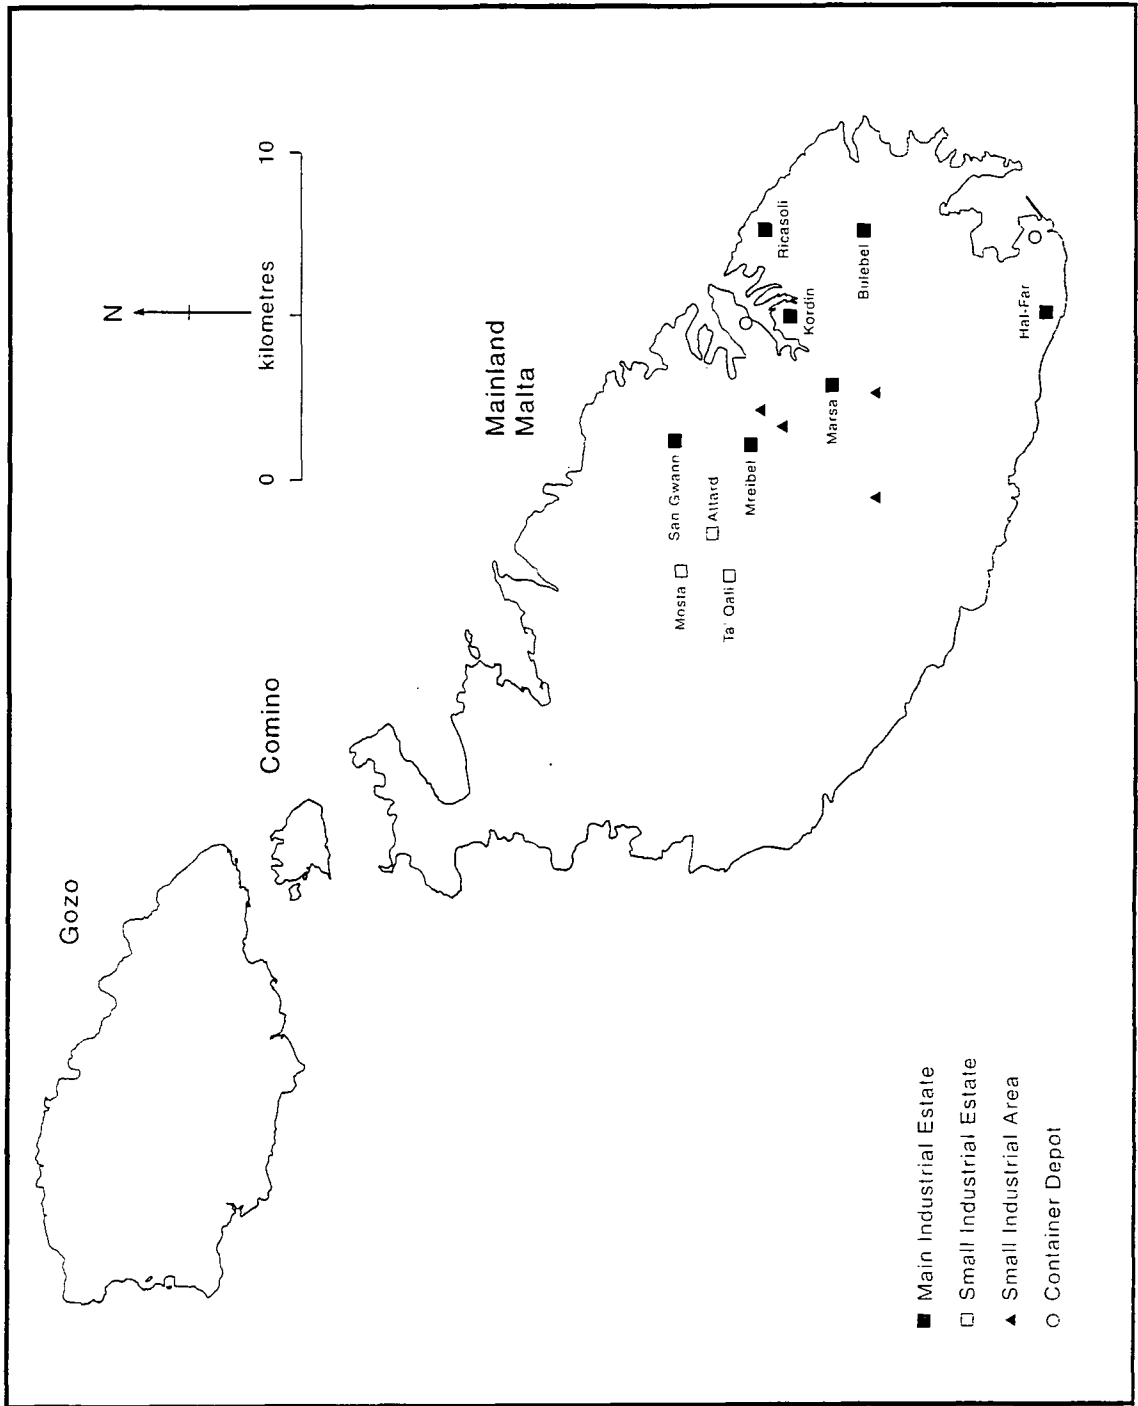 Gozo
Comino
N
kilometres
0
10
Mainland
Malta
San Gwann
Mosta
Attard
Ta' Qali
Mreibel
Ricasoli
Kordin
Marsa
Bulebel
Hal-Far
Main Industrial Estate
Small Industrial Estate
Small Industrial Area
Container Depot